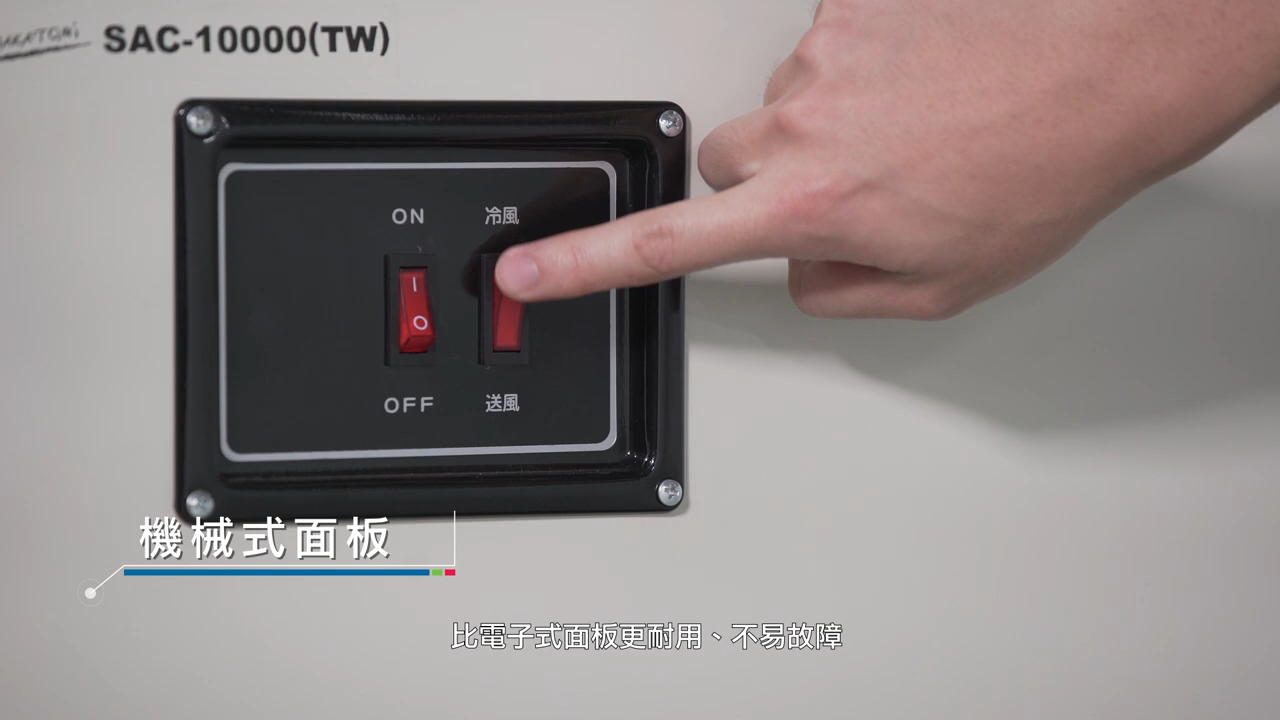 SAC-10000(TW)
ON
冷風
OFF
送風
機械式面板
比電子式面板更耐用、不易故障